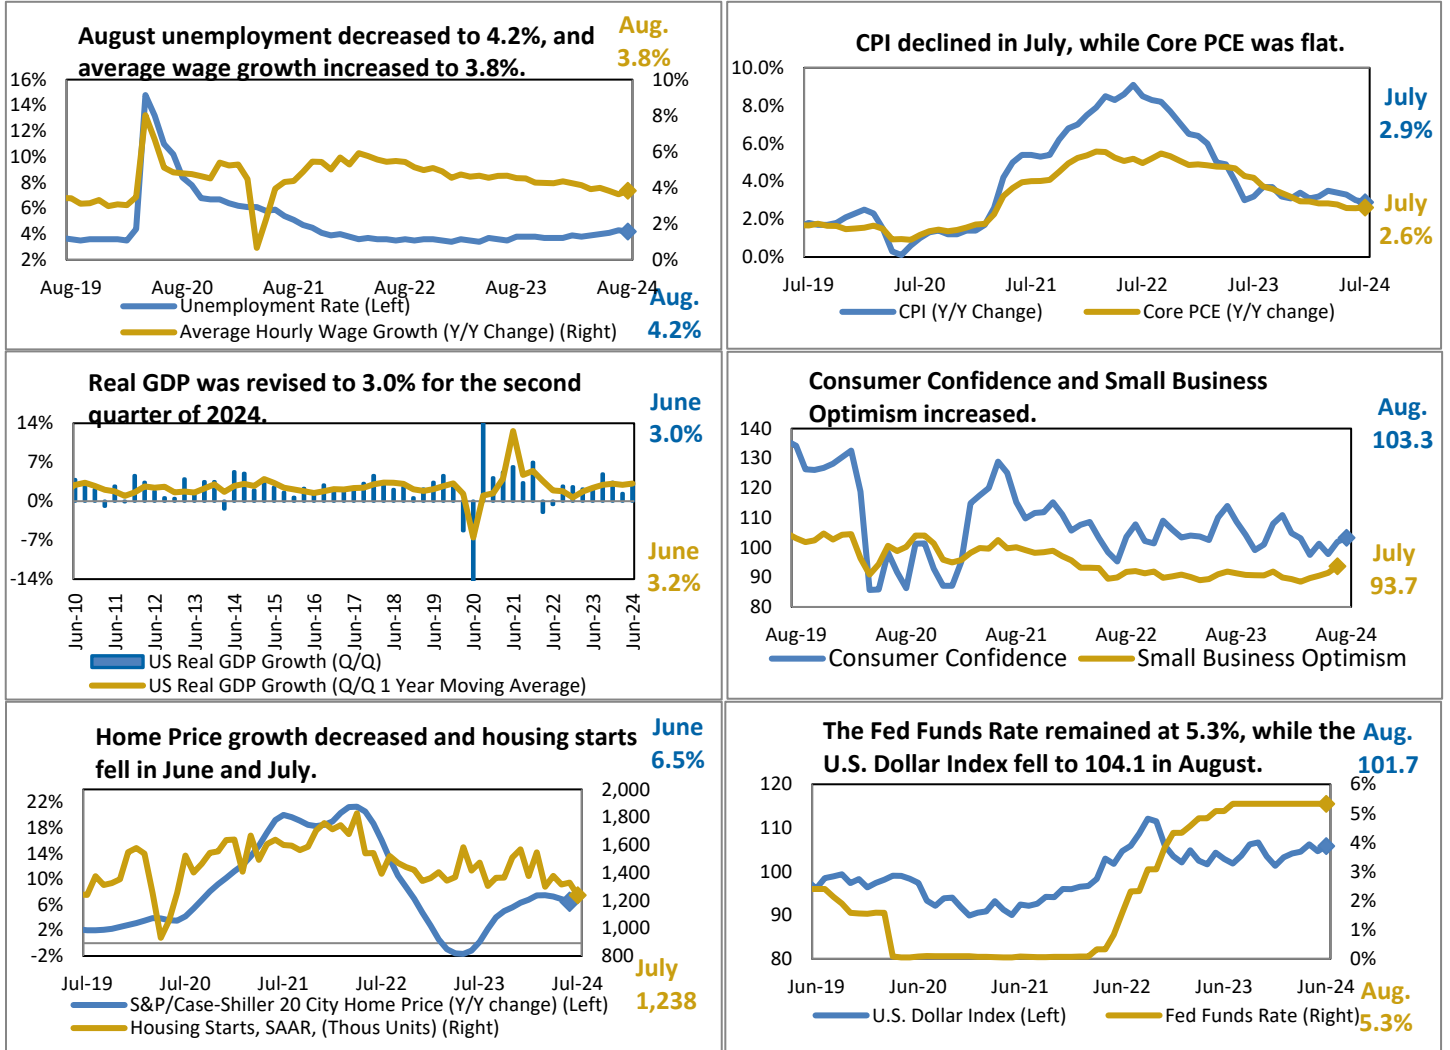 August unemployment decreased to 4.2%, and
average wage growth increased to 3.8%.
Aug.
3.8%
16%
14%
12%
10%
8%
6%
4%
2%
10%
8%
6%
4%
2%
0%
Aug-19
Aug-20
Aug-21
Aug-22
Aug-23
Aug-24
Unemployment Rate (Left)
Average Hourly Wage Growth (Y/Y Change) (Right)
Aug.
4.2%
CPI declined in July, while Core PCE was flat.
10.0%
8.0%
6.0%
4.0%
2.0%
0.0%
July
2.9%
July
2.6%
Jul-19
Jul-20
Jul-21
Jul-22
Jul-23
Jul-24
CPI (Y/Y Change)
Core PCE (Y/Y change)
Real GDP was revised to 3.0% for the second
quarter of 2024.
June
3.0%
14%
7%
0%
-7%
-14%
June
3.2%
Jun-10
Jun-11
Jun-12
Jun-13
Jun-14
Jun-15
Jun-16
Jun-17
Jun-18
Jun-19
Jun-20
Jun-21
Jun-22
Jun-23
Jun-24
US Real GDP Growth (Q/Q)
US Real GDP Growth (Q/Q 1 Year Moving Average)
Consumer Confidence and Small Business
Optimism increased.
Aug.
103.3
140
130
120
110
100
90
80
July
93.7
Aug-19
Aug-20
Aug-21
Aug-22
Aug-23
Aug-24
Consumer Confidence
Small Business Optimism
Home Price growth decreased and housing starts
fell in June and July.
June
6.5%
22%
18%
14%
10%
6%
2%
-2%
2,000
1,800
1,600
1,400
1,200
1,000
800
Jul-19
Jul-20
Jul-21
Jul-22
Jul-23
Jul-24
July
1,238
S&P/Case-Shiller 20 City Home Price (Y/Y change) (Left)
Housing Starts, SAAR, (Thous Units) (Right)
The Fed Funds Rate remained at 5.3%, while the
U.S. Dollar Index fell to 104.1 in August.
Aug.
101.7
120
110
100
90
80
6%
5%
4%
3%
2%
1%
0%
Jun-19
Jun-20
Jun-21
Jun-22
Jun-23
Jun-24
U.S. Dollar Index (Left)
Fed Funds Rate (Right)
Aug.
5.3%